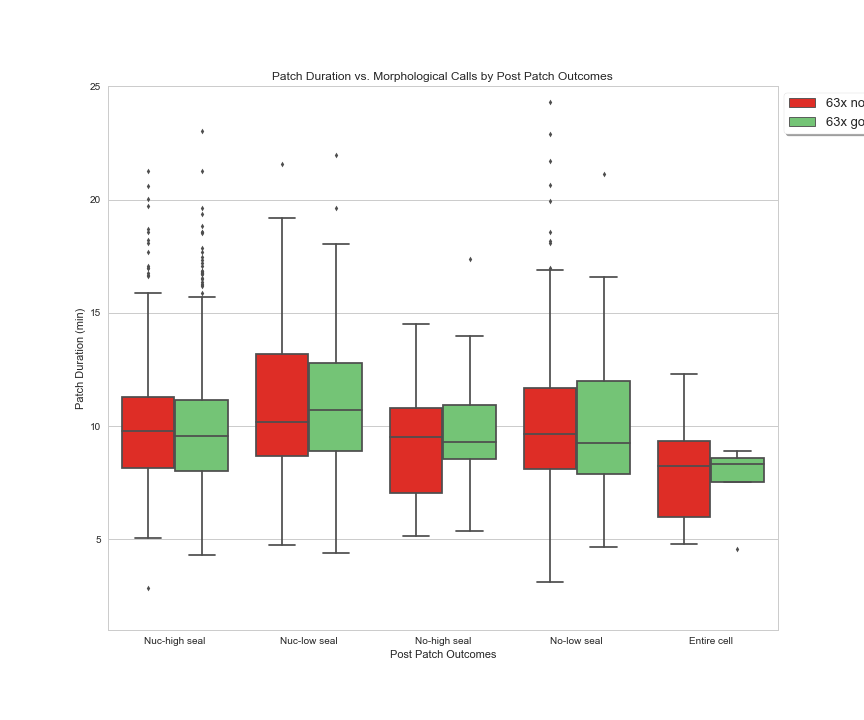 Patch Duration vs. Morphological Calls by Post Patch Outcomes
63x no
63x go
25
20
15
10
5
Patch Duration (min)
Nuc-high seal
Nuc-low seal
No-high seal
No-low seal
Entire cell
Post Patch Outcomes